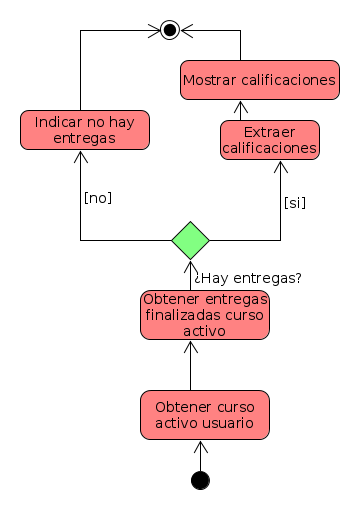 Mostrar calificaciones
Indicar no hay
entregas
Extraer
calificaciones
[no]
[si]
¿Hay entregas?
Obtener entregas
finalizadas curso
activo
Obtener curso
activo usuario